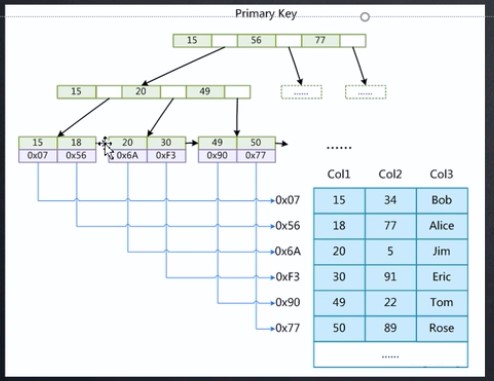 Primary Key
15 56 77
15 20 49
...... ......
15 18 20 30 49 50
0x07 0x56 0x6A 0xF3 0x90 0x77
......
Col1 Col2 Col3
0x07 15 34 Bob
0x56 18 77 Alice
0x6A 20 5 Jim
0xF3 30 91 Eric
0x90 49 22 Tom
0x77 50 89 Rose
......